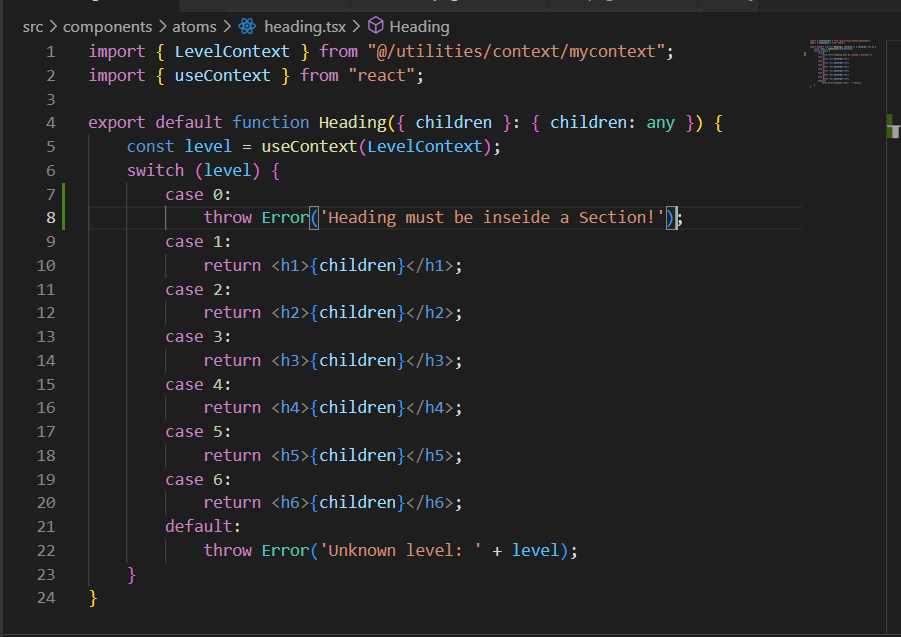 src > components > atoms > heading.tsx > Heading
1 import { LevelContext } from "@/utilities/context/mycontext";
2 import { useContext } from "react";
3
4 export default function Heading({ children }: { children: any }) {
5     const level = useContext(LevelContext);
6     switch (level) {
7         case 0:
8             throw Error('Heading must be inseide a Section!');
9         case 1:
10             return <h1>{children}</h1>;
11         case 2:
12             return <h2>{children}</h2>;
13         case 3:
14             return <h3>{children}</h3>;
15         case 4:
16             return <h4>{children}</h4>;
17         case 5:
18             return <h5>{children}</h5>;
19         case 6:
20             return <h6>{children}</h6>;
21         default:
22             throw Error('Unknown level: ' + level);
23     }
24 }